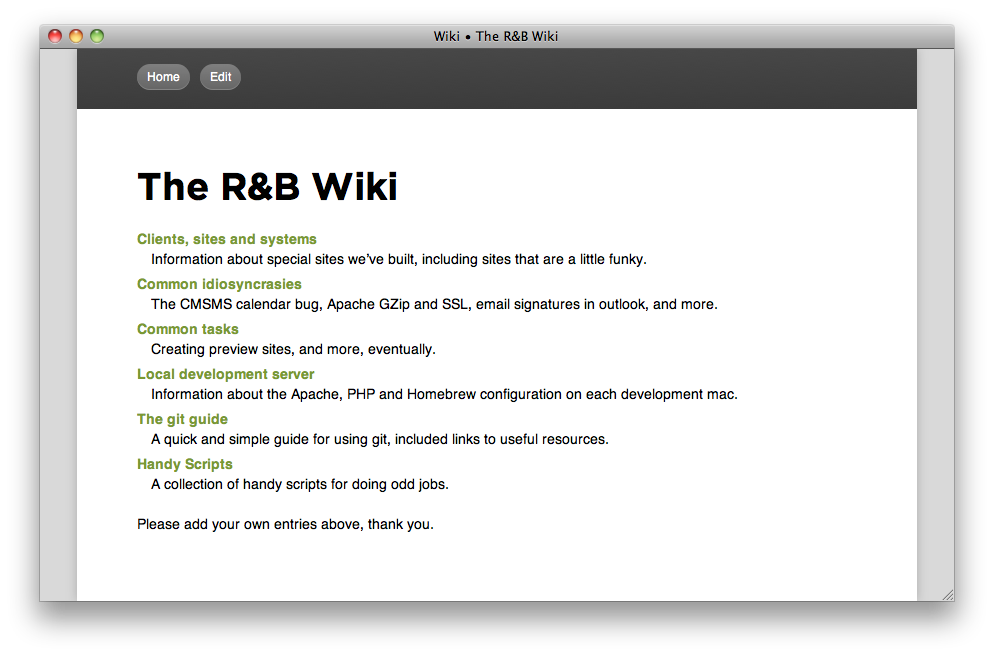 Wiki • The R&B Wiki
Home Edit
The R&B Wiki
Clients, sites and systems
Information about special sites we’ve built, including sites that are a little funky.
Common idiosyncrasies
The CMSMS calendar bug, Apache GZip and SSL, email signatures in outlook, and more.
Common tasks
Creating preview sites, and more, eventually.
Local development server
Information about the Apache, PHP and Homebrew configuration on each development mac.
The git guide
A quick and simple guide for using git, included links to useful resources.
Handy Scripts
A collection of handy scripts for doing odd jobs.
Please add your own entries above, thank you.